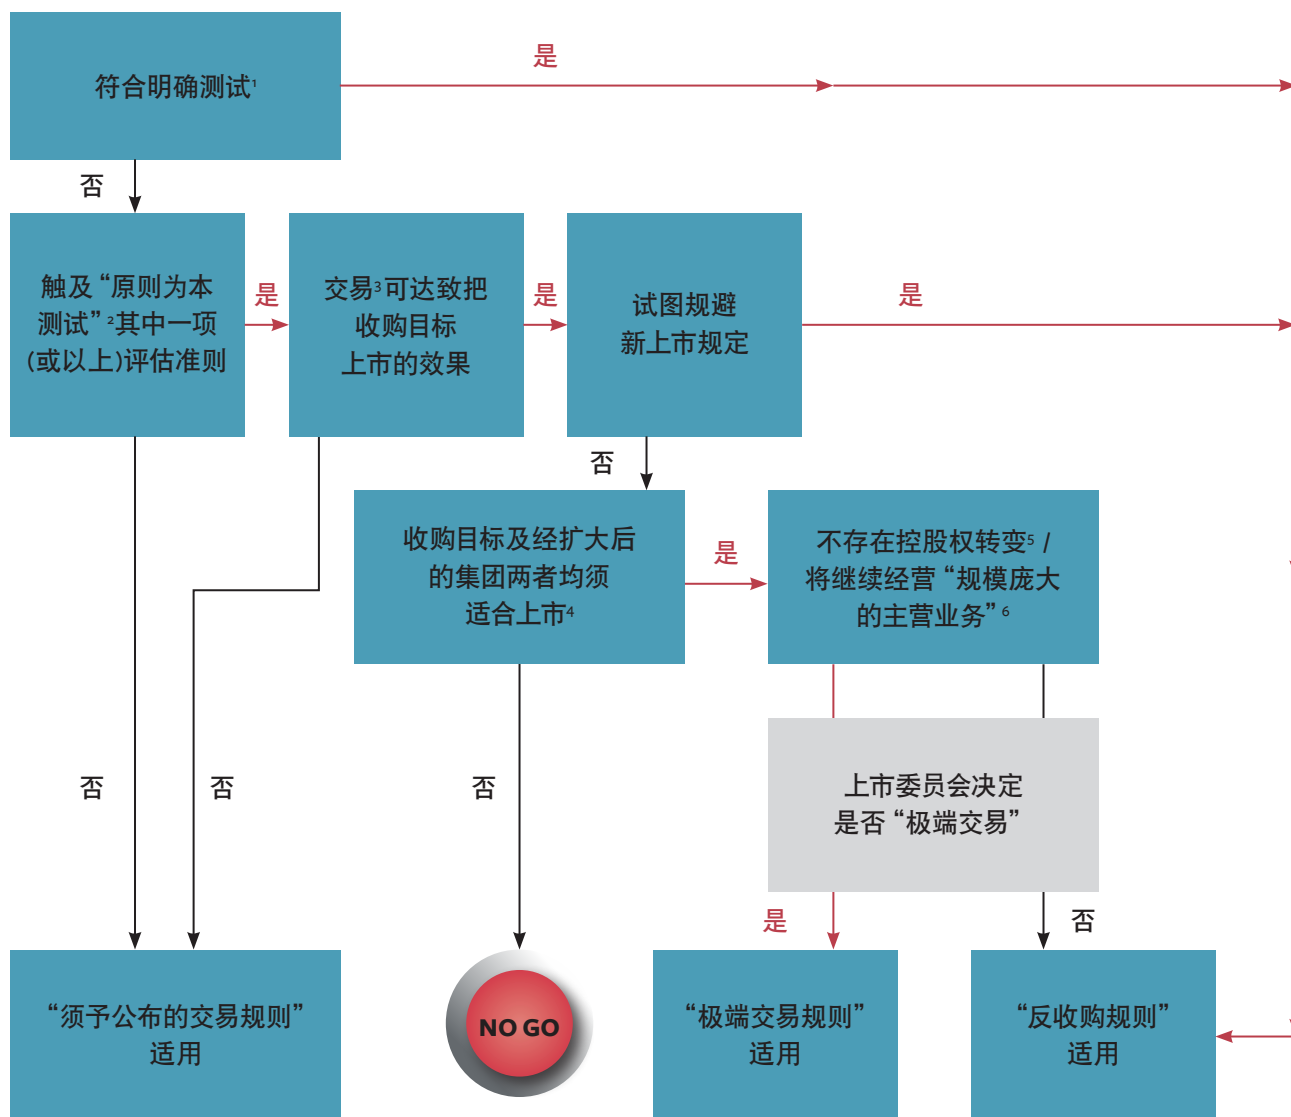 是
符合明确测试¹
否
触及“原则为本
测试”²其中一项
(或以上)评估准则
是
交易³可达致把
收购目标
上市的效果
是
试图规避
新上市规定
是
否
收购目标及经扩大后
的集团两者均须
适合上市⁴
是
不存在控股权转变⁵ /
将继续经营“规模庞大
的主营业务”⁶
否
否
否
上市委员会决定
是否“极端交易”
是
否
“须予公布的交易规则”
适用
NO GO
“极端交易规则”
适用
“反收购规则”
适用